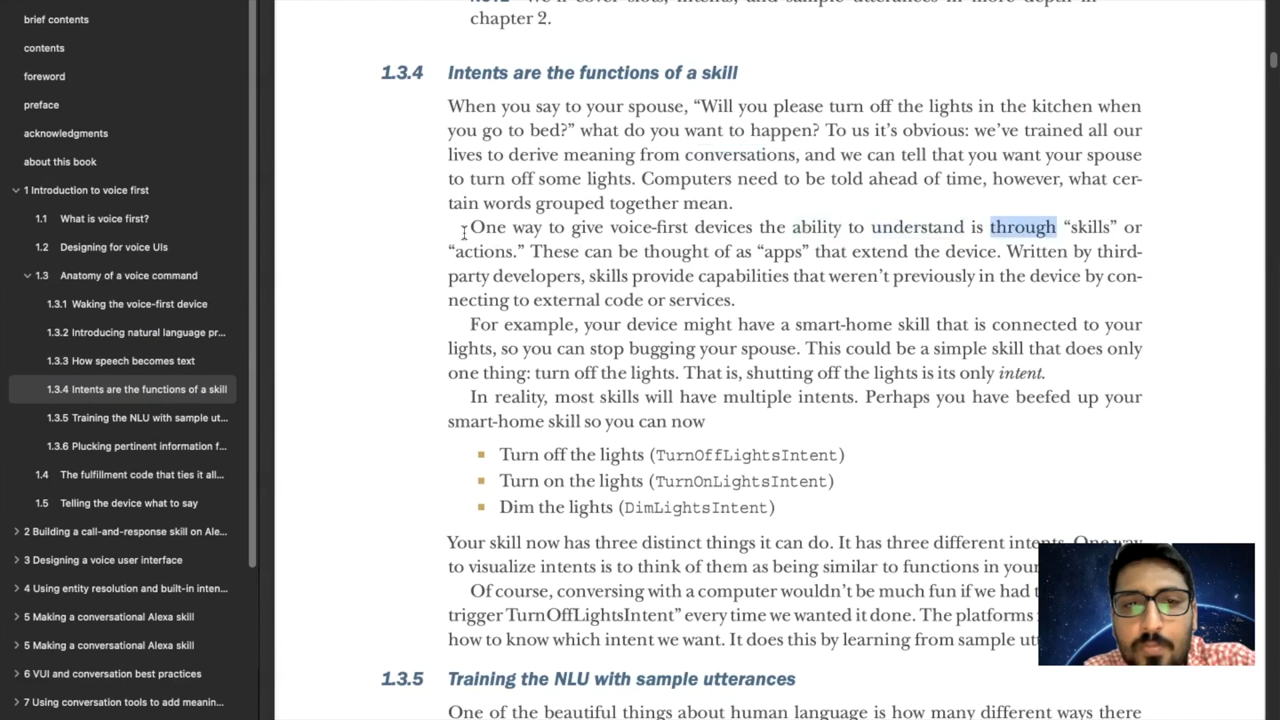 brief contents
contents
foreword
preface
acknowledgments
about this book
1 Introduction to voice first
1.1 What is voice first?
1.2 Designing for voice UIs
1.3 Anatomy of a voice command
1.3.1 Waking the voice-first device
1.3.2 Introducing natural language pr...
1.3.3 How speech becomes text
1.3.4 Intents are the functions of a skill
1.3.5 Training the NLU with sample ut...
1.3.6 Plucking pertinent information f...
1.4 The fulfillment code that ties it all...
1.5 Telling the device what to say
2 Building a call-and-response skill on Ale...
3 Designing a voice user interface
4 Using entity resolution and built-in inten...
5 Making a conversational Alexa skill
5 Making a conversational Alexa skill
6 VUI and conversation best practices
7 Using conversation tools to add meanin...
chapter 2.
1.3.4 Intents are the functions of a skill
When you say to your spouse, “Will you please turn off the lights in the kitchen when
you go to bed?” what do you want to happen? To us it’s obvious: we’ve trained all our
lives to derive meaning from conversations, and we can tell that you want your spouse
to turn off some lights. Computers need to be told ahead of time, however, what cer-
tain words grouped together mean.
One way to give voice-first devices the ability to understand is through “skills” or
“actions.” These can be thought of as “apps” that extend the device. Written by third-
party developers, skills provide capabilities that weren’t previously in the device by con-
necting to external code or services.
For example, your device might have a smart-home skill that is connected to your
lights, so you can stop bugging your spouse. This could be a simple skill that does only
one thing: turn off the lights. That is, shutting off the lights is its only intent.
In reality, most skills will have multiple intents. Perhaps you have beefed up your
smart-home skill so you can now
■ Turn off the lights (TurnOffLightsIntent)
■ Turn on the lights (TurnOnLightsIntent)
■ Dim the lights (DimLightsIntent)
Your skill now has three distinct things it can do. It has three different intents. One way
to visualize intents is to think of them as being similar to functions in your
Of course, conversing with a computer wouldn’t be much fun if we had
trigger TurnOffLightsIntent” every time we wanted it done. The platforms
how to know which intent we want. It does this by learning from sample
1.3.5 Training the NLU with sample utterances
One of the beautiful things about human language is how many different ways there